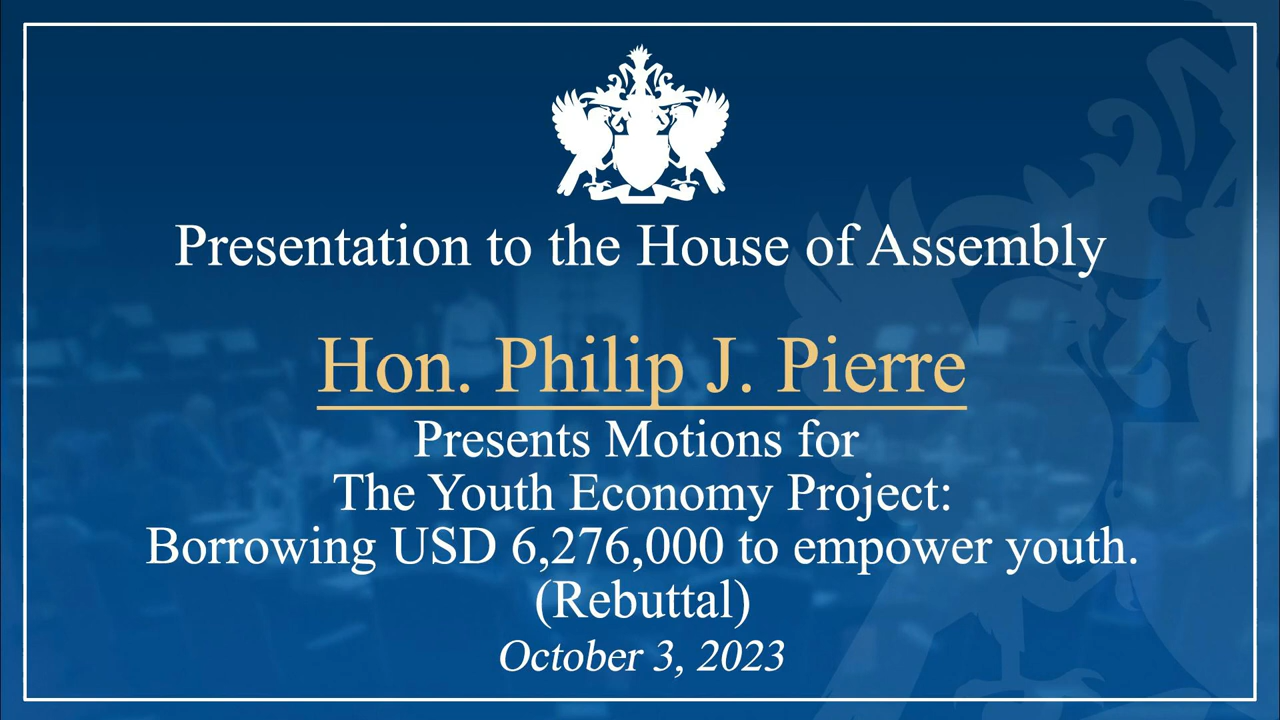 Presentation to the House of Assembly
Hon. Philip J. Pierre
Presents Motions for
The Youth Economy Project:
Borrowing USD 6,276,000 to empower youth.
(Rebuttal)
October 3, 2023